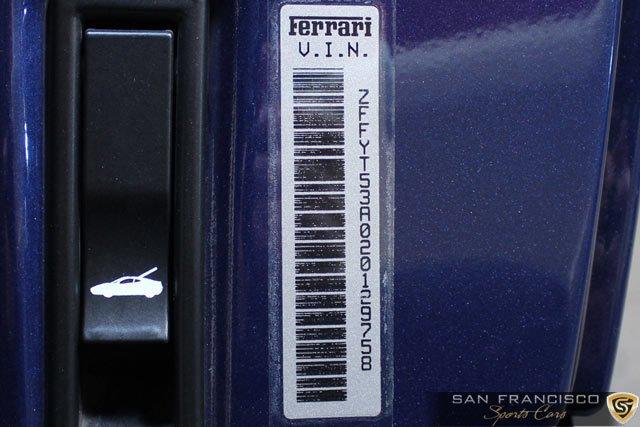 Ferrari
V.I.N.
ZFFYT53A020129758
SAN FRANCISCO
Sports Cars